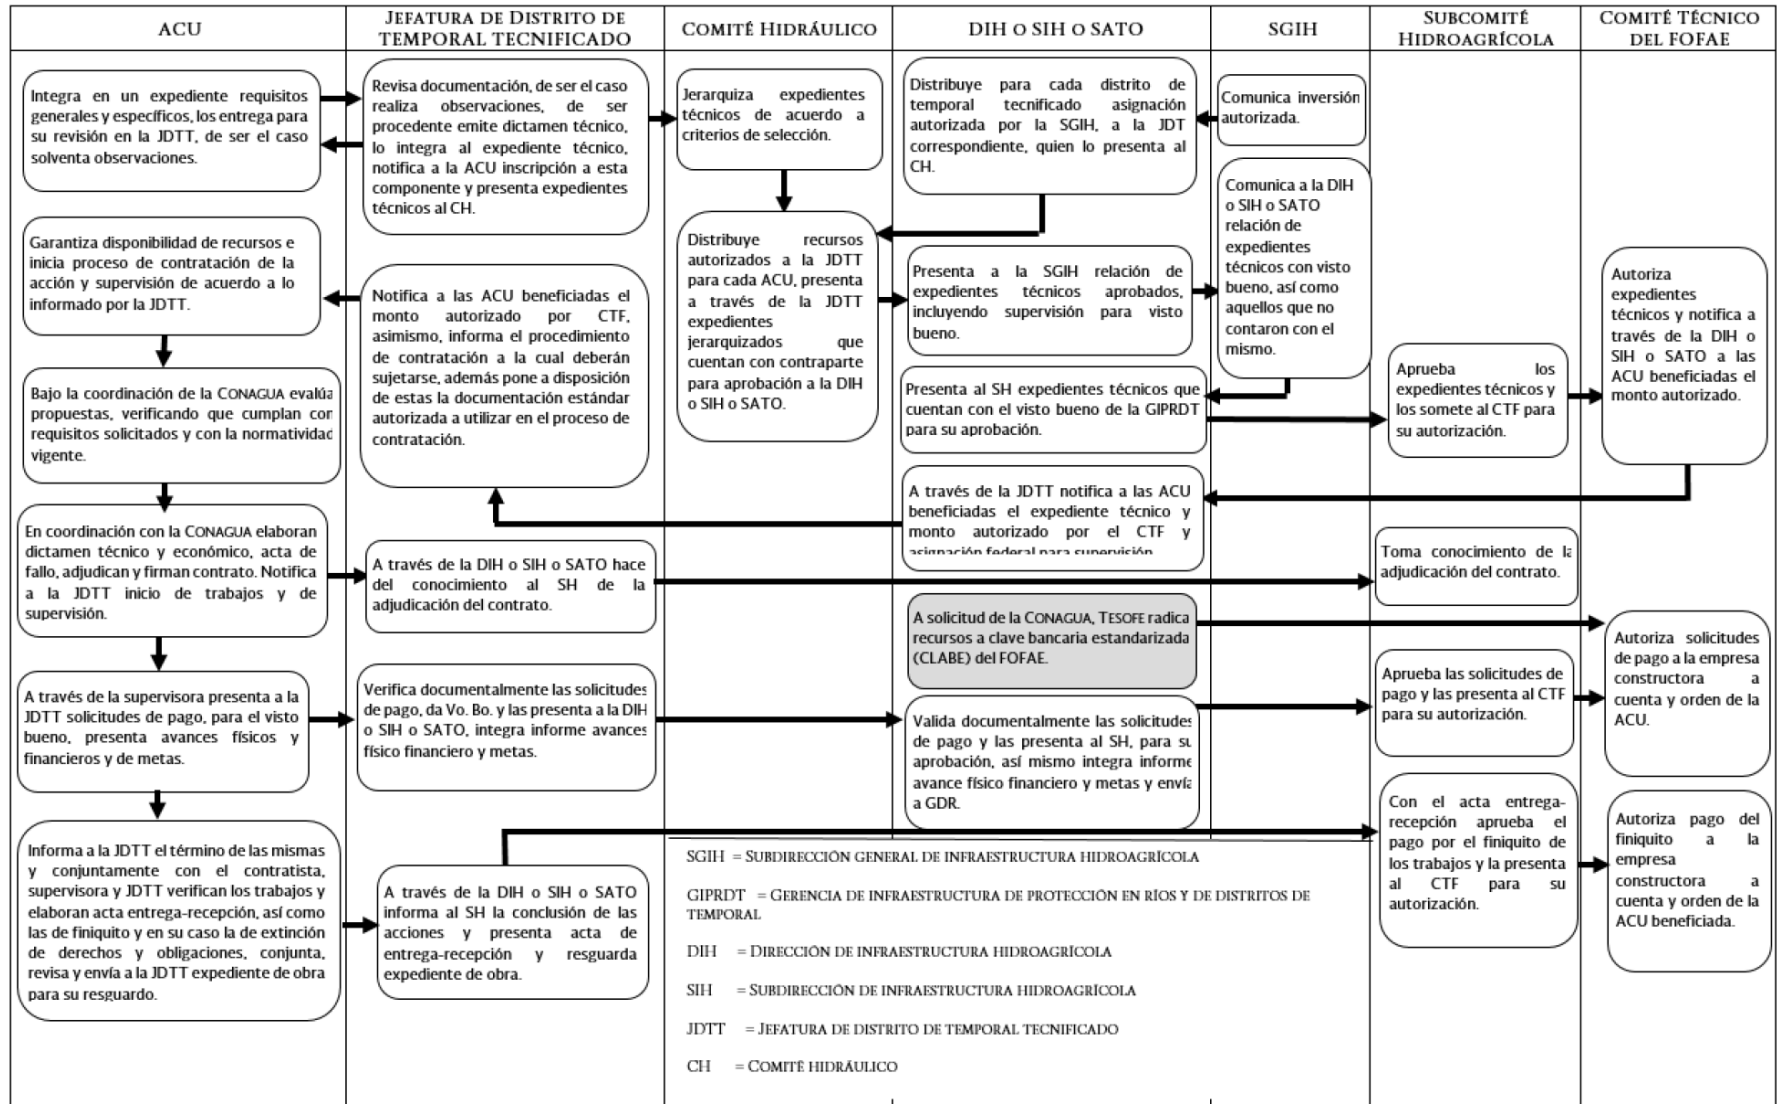 ACU
JEFATURA DE DISTRITO DE
TEMPORAL TECNIFICADO
COMITÉ HIDRÁULICO
DIH O SIH O SATO
SGIH
SUBCOMITÉ
HIDROAGRÍCOLA
COMITÉ TÉCNICO
DEL FOFAE
Integra en un expediente requisitos
generales y específicos, los entrega para
su revisión en la JDTT, de ser el caso
solventa observaciones.
Revisa documentación, de ser el caso
realiza observaciones, de ser
procedente emite dictamen técnico,
lo integra al expediente técnico,
notifica a la ACU inscripción a esta
componente y presenta expedientes
técnicos al CH.
Jerarquiza expedientes
técnicos de acuerdo a
criterios de selección.
Distribuye para cada distrito de
temporal tecnificado asignación
autorizada por la SGIH, a la JDT
correspondiente, quien lo presenta al
CH.
Comunica inversión
autorizada.
Comunica a la DIH
o SIH o SATO
relación de
expedientes
técnicos con visto
bueno, así como
aquellos que no
contaron con el
mismo.
Garantiza disponibilidad de recursos e
inicia proceso de contratación de la
acción y supervisión de acuerdo a lo
informado por la JDTT.
Notifica a las ACU beneficiadas el
monto autorizado por CTF,
asimismo, informa el procedimiento
de contratación a la cual deberán
sujetarse, además pone a disposición
de estas la documentación estándar
autorizada a utilizar en el proceso de
contratación.
Distribuye recursos
autorizados a la JDTT
para cada ACU, presenta
a través de la JDTT
expedientes
jerarquizados que
cuentan con contraparte
para aprobación a la DIH
o SIH o SATO.
Presenta a la SGIH relación de
expedientes técnicos aprobados,
incluyendo supervisión para visto
bueno.
Autoriza
expedientes
técnicos y notifica a
través de la DIH o
SIH o SATO a las
ACU beneficiadas el
monto autorizado.
Aprueba los
expedientes técnicos y
los somete al CTF para
su autorización.
Presenta al SH expedientes técnicos que
cuentan con el visto bueno de la GIPRDT
para su aprobación.
Bajo la coordinación de la CONAGUA evalúa
propuestas, verificando que cumplan con
requisitos solicitados y con la normatividad
vigente.
A través de la JDTT notifica a las ACU
beneficiadas el expediente técnico y
monto autorizado por el CTF y
asignación federal para supervisión
En coordinación con la CONAGUA elaboran
dictamen técnico y económico, acta de
fallo, adjudican y firman contrato. Notifica
a la JDTT inicio de trabajos y de
supervisión.
A través de la DIH o SIH o SATO hace
del conocimiento al SH de la
adjudicación del contrato.
Toma conocimiento de la
adjudicación del contrato.
A solicitud de la CONAGUA, TESOFE radica
recursos a clave bancaria estandarizada
(CLABE) del FOFAE.
Autoriza solicitudes
de pago a la empresa
constructora a
cuenta y orden de la
ACU.
A través de la supervisora presenta a la
JDTT solicitudes de pago, para el visto
bueno, presenta avances físicos y
financieros y de metas.
Verifica documentalmente las solicitudes
de pago, da Vo. Bo. y las presenta a la DIH
o SIH o SATO, integra informe avances
físico financiero y metas.
Valida documentalmente las solicitudes
de pago y las presenta al SH, para su
aprobación, así mismo integra informe
avance físico financiero y metas y envía
a GDR.
Aprueba las solicitudes de
pago y las presenta al CTF
para su autorización.
Informa a la JDTT el término de las mismas
y conjuntamente con el contratista,
supervisora y JDTT verifican los trabajos y
elaboran acta entrega-recepción, así como
las de finiquito y en su caso la de extinción
de derechos y obligaciones, conjunta,
revisa y envía a la JDTT expediente de obra
para su resguardo.
A través de la DIH o SIH o SATO
informa al SH la conclusión de las
acciones y presenta acta de
entrega-recepción y resguarda
expediente de obra.
Con el acta entrega-
recepción aprueba el
pago por el finiquito de
los trabajos y la presenta
al CTF para su
autorización.
Autoriza pago del
finiquito a la
empresa
constructora a
cuenta y orden de la
ACU beneficiada.
SGIH = SUBDIRECCIÓN GENERAL DE INFRAESTRUCTURA HIDROAGRÍCOLA
GIPRDT = GERENCIA DE INFRAESTRUCTURA DE PROTECCIÓN EN RÍOS Y DE DISTRITOS DE
TEMPORAL
DIH = DIRECCIÓN DE INFRAESTRUCTURA HIDROAGRÍCOLA
SIH = SUBDIRECCIÓN DE INFRAESTRUCTURA HIDROAGRÍCOLA
JDTT = JEFATURA DE DISTRITO DE TEMPORAL TECNIFICADO
CH = COMITÉ HIDRÁULICO